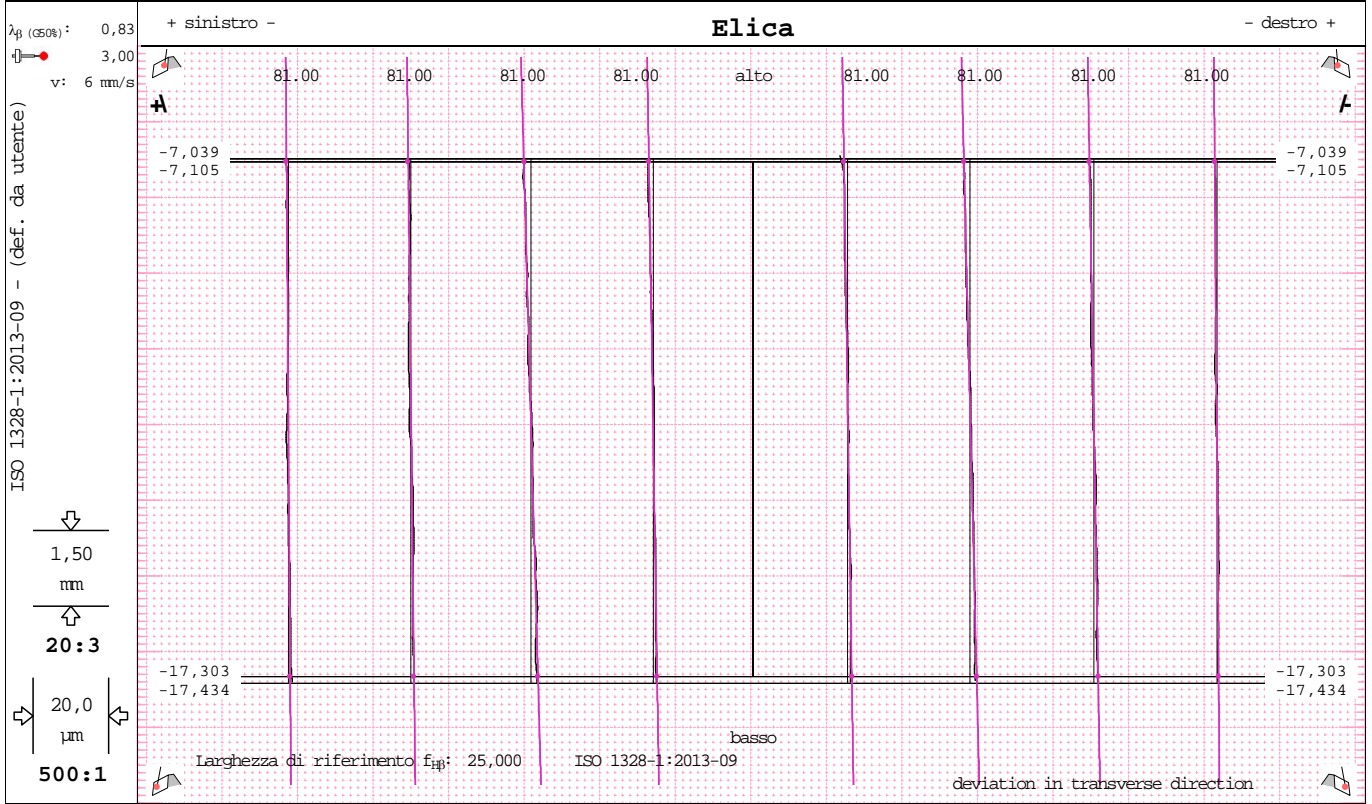 λβ (G50%): 0,83
3,00
v: 6 mm/s
ISO 1328-1:2013-09 - (def. da utente)
1,50
mm
20:3
20,0
µm
500:1
+ sinistro -
Elica
- destro +
81.00 81.00 81.00 81.00 alto 81.00 81.00 81.00 81.00
-7,039 -7,039
-7,105 -7,105
-17,303 -17,303
-17,434 -17,434
basso
Larghezza di riferimento fHβ: 25,000 ISO 1328-1:2013-09
deviation in transverse direction